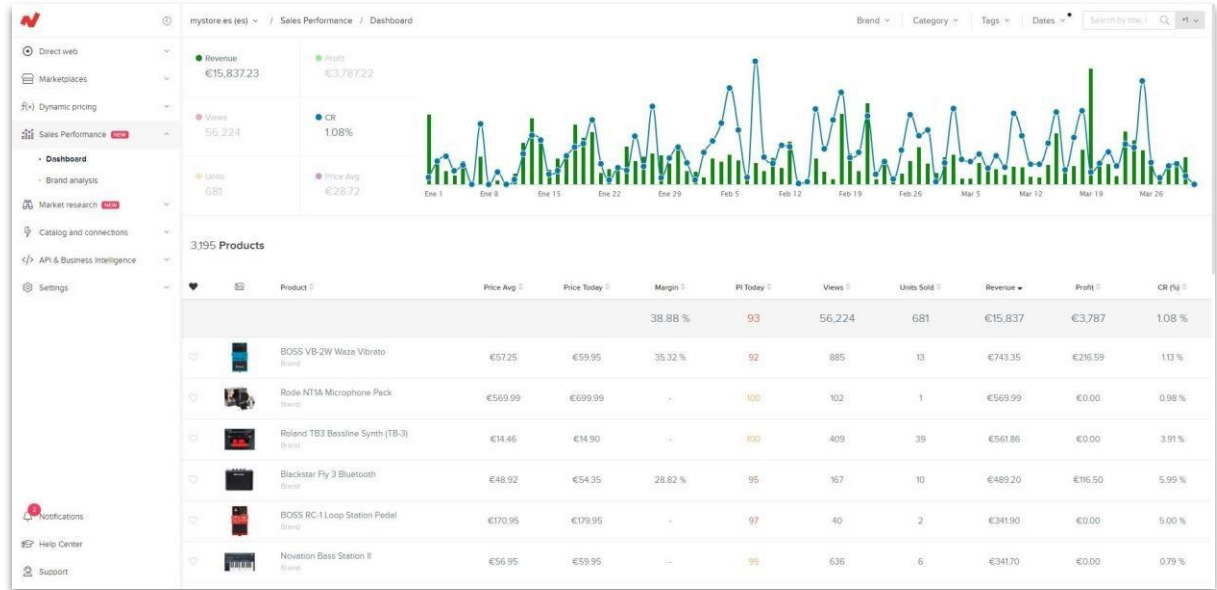 mystore.es (es) / Sales Performance / Dashboard
Brand Category Tags Dates Search by title, +1
Direct web
Marketplaces
f(x) Dynamic pricing
Sales Performance NEW
Dashboard
Brand analysis
Market research NEW
Catalog and connections
</> API & Business Intelligence
Settings
2
Notifications
Help Center
Support
Revenue
€15,837.23
Profit
€3,787.22
Views
56,224
CR
1.08%
Units
681
Price Avg
€28.72
Ene 1 Ene 8 Ene 15 Ene 22 Ene 29 Feb 5 Feb 12 Feb 19 Feb 26 Mar 5 Mar 12 Mar 19 Mar 26
3,195 Products
Product Price Avg Price Today Margin PI Today Views Units Sold Revenue Profit CR (%)
38.88 % 93 56,224 681 €15,837 €3,787 1.08 %
BOSS VB-2W Waza Vibrato €57.25 €59.95 35.32 % 92 885 13 €743.35 €216.59 1.13 %
Brand
Rode NT1A Microphone Pack €569.99 €699.99 - 100 102 1 €569.99 €0.00 0.98 %
Brand
Roland TB3 Bassline Synth (TB-3) €14.46 €14.90 - 100 409 39 €561.86 €0.00 3.91 %
Brand
Blackstar Fly 3 Bluetooth €48.92 €54.35 28.82 % 95 167 10 €489.20 €116.50 5.99 %
Brand
BOSS RC-1 Loop Station Pedal €170.95 €179.95 - 97 40 2 €341.90 €0.00 5.00 %
Brand
Novation Bass Station II €56.95 €59.95 - 99 636 6 €341.70 €0.00 0.79 %
Brand